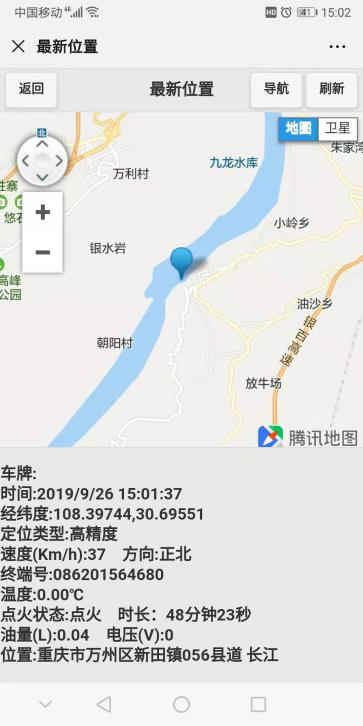 中国移动 4G HD 41 15:02
最新位置
返回 最新位置 导航 刷新
北 地图 卫星
朱家湾
九龙水库
万利村
胜寨
悠石
小岭乡
银水岩
高峰
公园
油沙乡
朝阳村
银百高速
放牛场
腾讯地图
车牌:
时间:2019/9/26 15:01:37
经纬度:108.39744,30.69551
定位类型:高精度
速度(Km/h):37 方向:正北
终端号:086201564680
温度:0.00℃
点火状态:点火 时长：48分钟23秒
油量(L):0.04 电压(V):0
位置:重庆市万州区新田镇056县道 长江